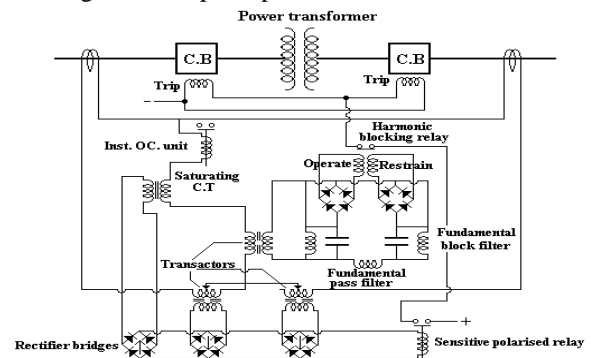 Power transformer
C.B
C.B
Trip
Trip
Harmonic
blocking relay
Inst. OC. unit
Operate
Restrain
Saturating
C.T
Fundamental
block filter
Transactors
Fundamental
pass filter
Rectifier bridges
Sensitive polarised relay